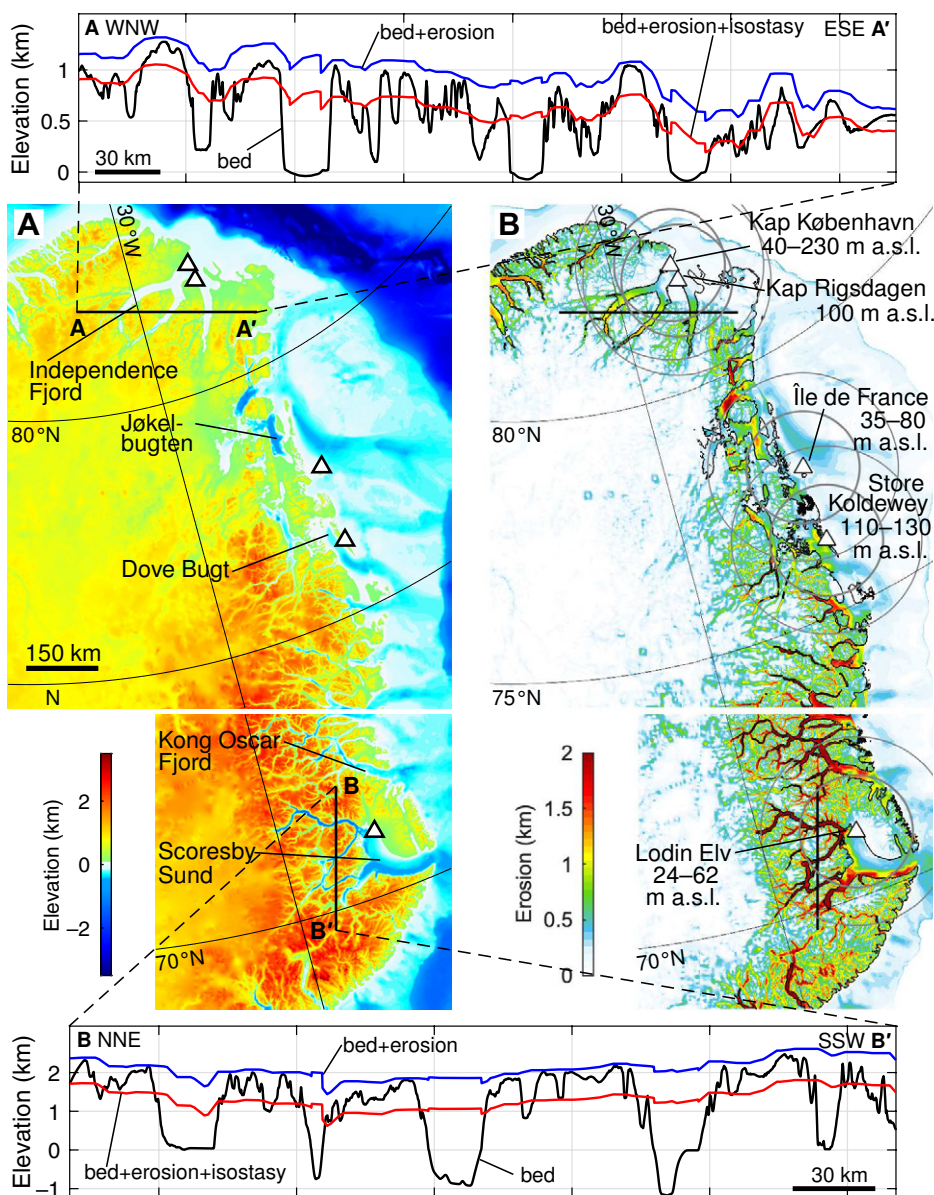 A WNW
bed+erosion
bed+erosion+isostasy
ESE A′
Elevation (km)
1
0.5
0
30 km
bed
A
30°W
A
A′
Independence
Fjord
80°N
Jøkel-
bugten
Dove Bugt
150 km
N
B
30°W
Kap København
40–230 m a.s.l.
Kap Rigsdagen
100 m a.s.l.
80°N
Île de France
35–80
m a.s.l.
Store
Koldewey
110–130
m a.s.l.
75°N
Elevation (km)
2
0
−2
Kong Oscar
Fjord
B
Scoresby
Sund
B′
70°N
Erosion (km)
2
1.5
1
0.5
0
Lodin Elv
24–62
m a.s.l.
70°N
B NNE
bed+erosion
SSW B′
Elevation (km)
2
1
0
−1
bed+erosion+isostasy
bed
30 km